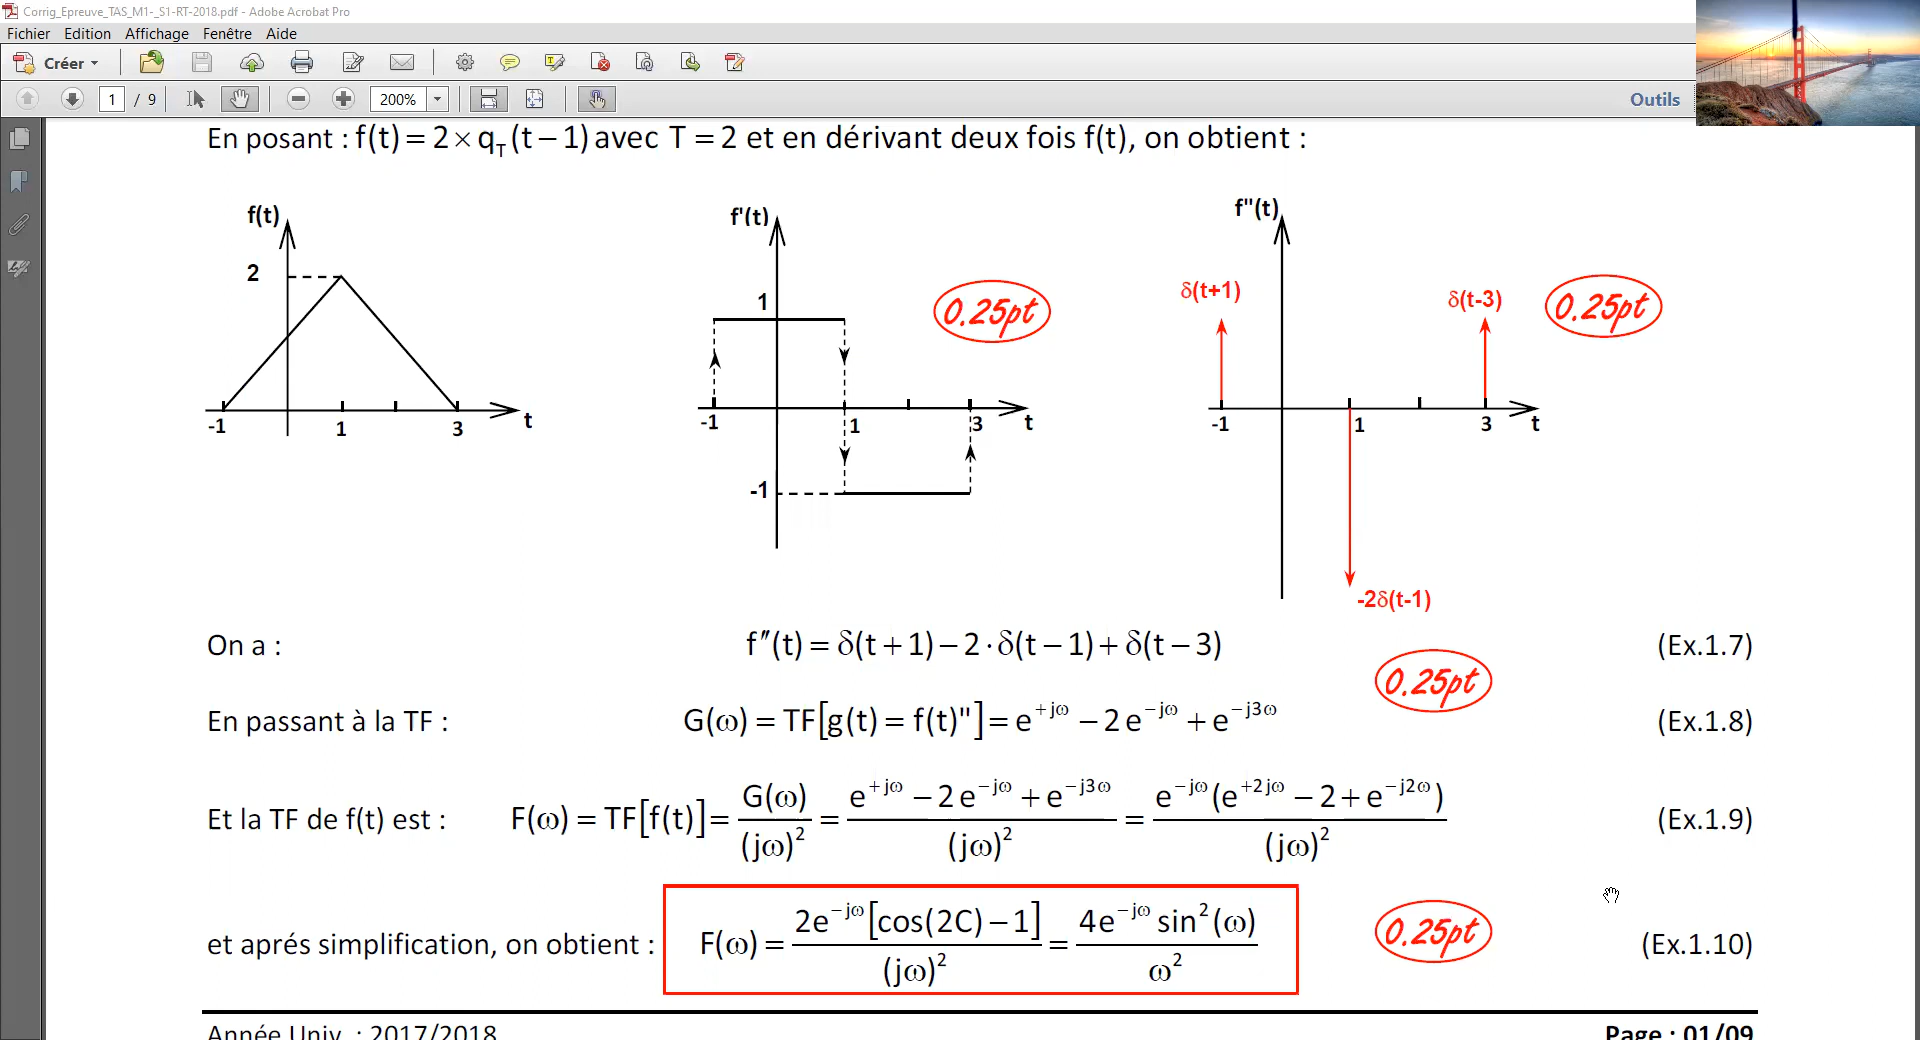 Corrig_Epreuve_TAS_M1-_S1-RT-2018.pdf - Adobe Acrobat Pro
Fichier Edition Affichage Fenêtre Aide
Créer
1 / 9 200% Outils
En posant : f(t) = 2 × q_T (t − 1) avec T = 2 et en dérivant deux fois f(t), on obtient :
f(t)
2
-1 1 3 t
f'(t)
1
0.25pt
-1 1 3 t
-1
f"(t)
δ(t+1)
δ(t-3)
0.25pt
-1 1 3 t
-2δ(t-1)
On a : f″(t) = δ(t + 1) − 2 · δ(t − 1) + δ(t − 3) (Ex.1.7)
0.25pt
En passant à la TF : G(ω) = TF[g(t) = f(t)"] = e^{+jω} − 2 e^{−jω} + e^{−j3ω} (Ex.1.8)
Et la TF de f(t) est : F(ω) = TF[f(t)] = G(ω)/(jω)² = (e^{+jω} − 2 e^{−jω} + e^{−j3ω})/(jω)² = e^{−jω}(e^{+2jω} − 2 + e^{−j2ω})/(jω)² (Ex.1.9)
et aprés simplification, on obtient : F(ω) = 2e^{−jω}[cos(2C) − 1]/(jω)² = 4e^{−jω} sin²(ω)/ω² 0.25pt (Ex.1.10)
Année Univ. : 2017/2018 Page : 01/09